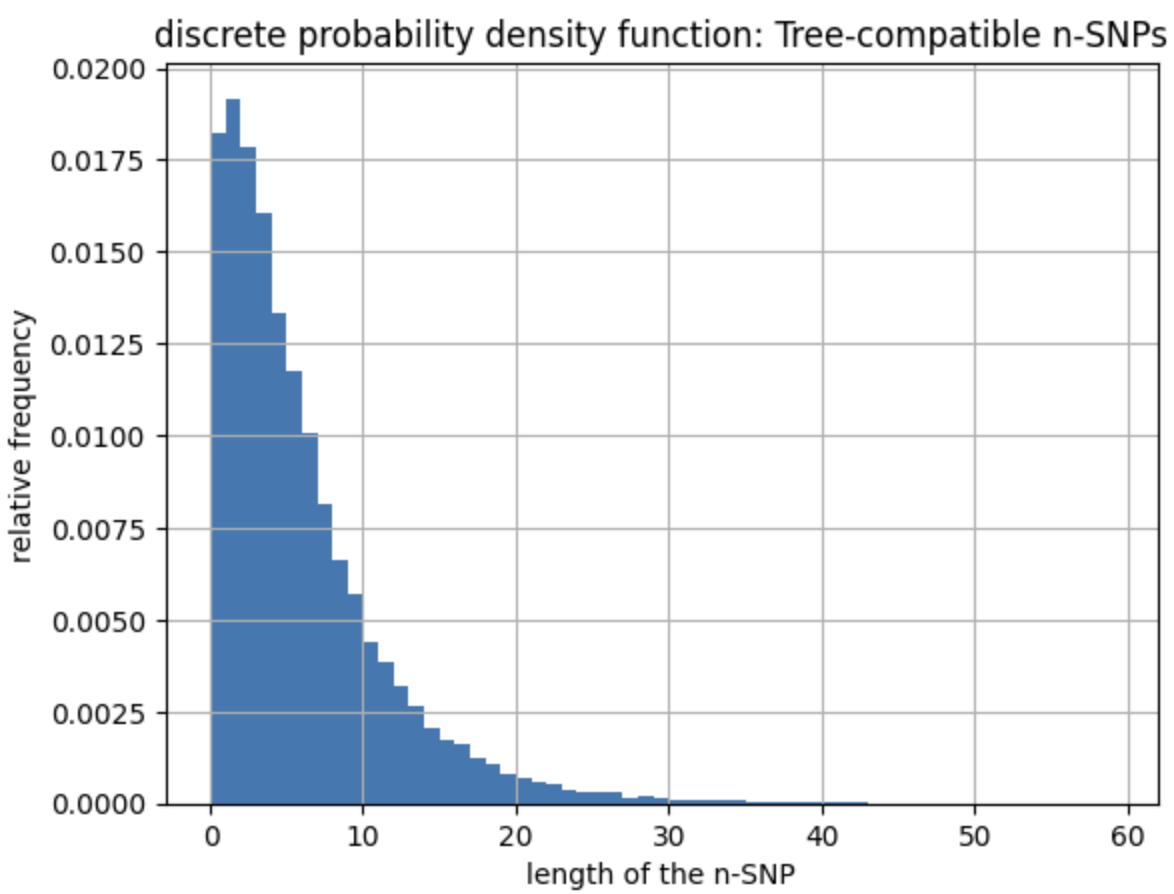 discrete probability density function: Tree-compatible n-SNPs
0.0200
0.0175
0.0150
0.0125
0.0100
0.0075
0.0050
0.0025
0.0000
relative frequency
0 10 20 30 40 50 60
length of the n-SNP